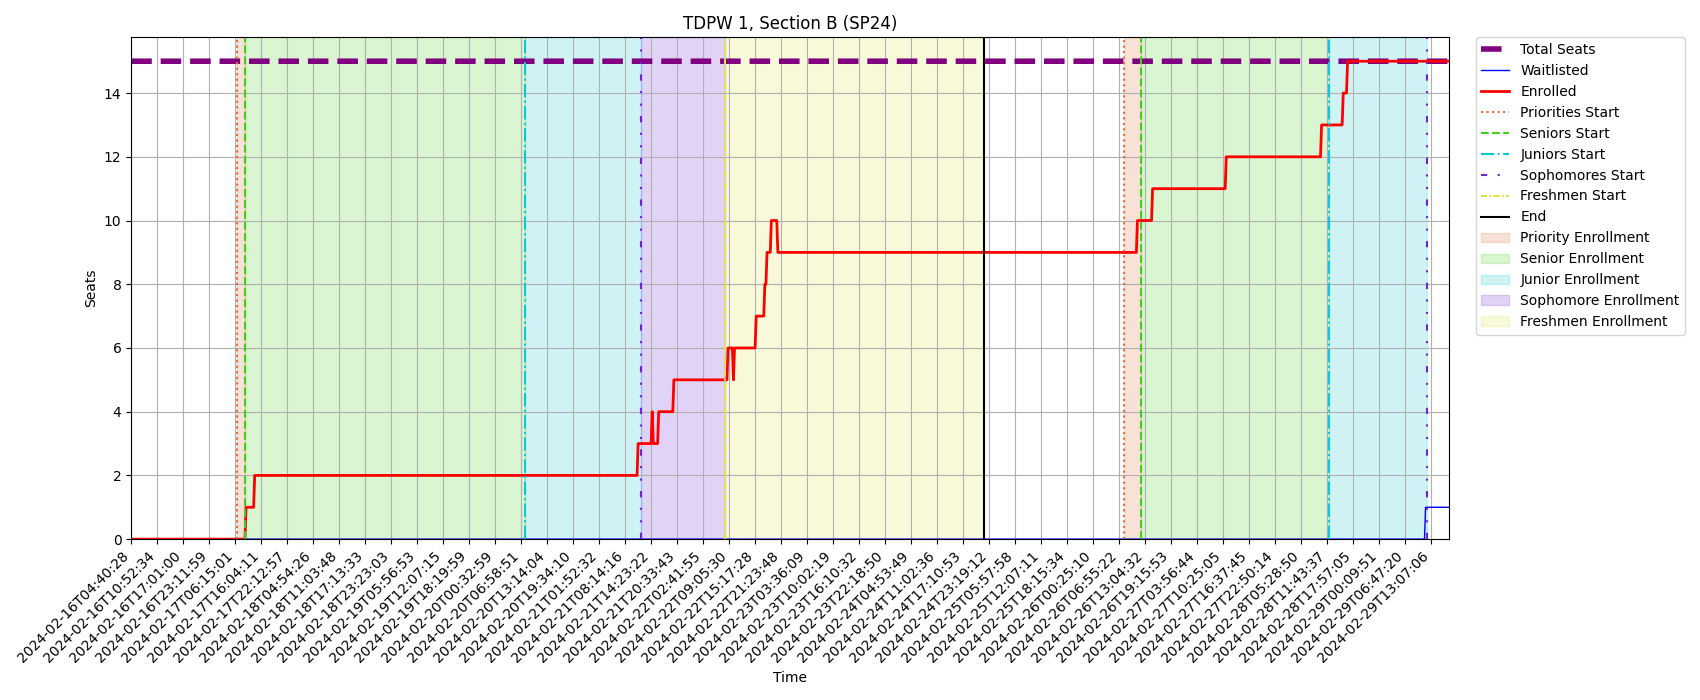 TDPW 1, Section B (SP24)
Total Seats
Waitlisted
Enrolled
Priorities Start
Seniors Start
Juniors Start
Sophomores Start
Freshmen Start
End
Priority Enrollment
Senior Enrollment
Junior Enrollment
Sophomore Enrollment
Freshmen Enrollment
Seats
14
12
10
8
6
4
2
0
2024-02-16T04:40:28
2024-02-16T10:52:34
2024-02-16T17:01:00
2024-02-16T23:11:59
2024-02-17T06:15:01
2024-02-17T16:04:11
2024-02-17T22:12:57
2024-02-18T04:54:26
2024-02-18T11:03:48
2024-02-18T17:13:33
2024-02-18T23:23:03
2024-02-19T05:56:53
2024-02-19T12:07:15
2024-02-19T18:19:59
2024-02-20T00:32:59
2024-02-20T06:58:51
2024-02-20T13:14:04
2024-02-20T19:34:10
2024-02-21T01:52:32
2024-02-21T08:14:16
2024-02-21T14:23:22
2024-02-21T20:33:43
2024-02-22T02:41:55
2024-02-22T09:05:30
2024-02-22T15:17:28
2024-02-22T21:23:48
2024-02-23T03:36:09
2024-02-23T10:02:19
2024-02-23T16:10:32
2024-02-23T22:18:50
2024-02-24T04:53:49
2024-02-24T11:02:36
2024-02-24T17:10:53
2024-02-24T23:19:12
2024-02-25T05:57:58
2024-02-25T12:07:11
2024-02-25T18:15:34
2024-02-26T00:25:10
2024-02-26T06:55:22
2024-02-26T13:04:32
2024-02-26T19:15:53
2024-02-27T03:56:44
2024-02-27T10:25:05
2024-02-27T16:37:45
2024-02-27T22:50:14
2024-02-28T05:28:50
2024-02-28T11:43:37
2024-02-28T17:57:05
2024-02-29T00:09:51
2024-02-29T06:47:20
2024-02-29T13:07:06
Time